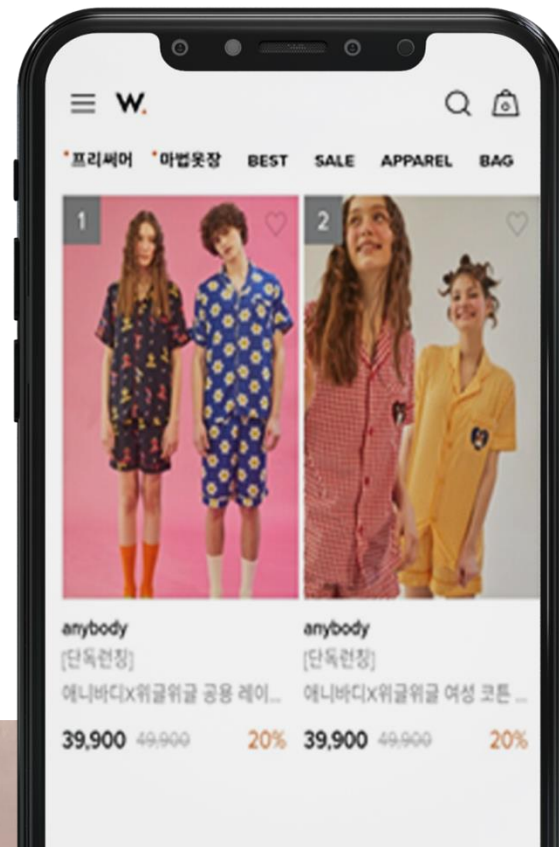 W.
*프리써머 *마법옷장 BEST SALE APPAREL BAG
1
2
anybody
[단독런칭]
애니바디X위글위글 공용 레이...
39,900 49,900 20%
anybody
[단독런칭]
애니바디X위글위글 여성 코튼 ...
39,900 49,900 20%